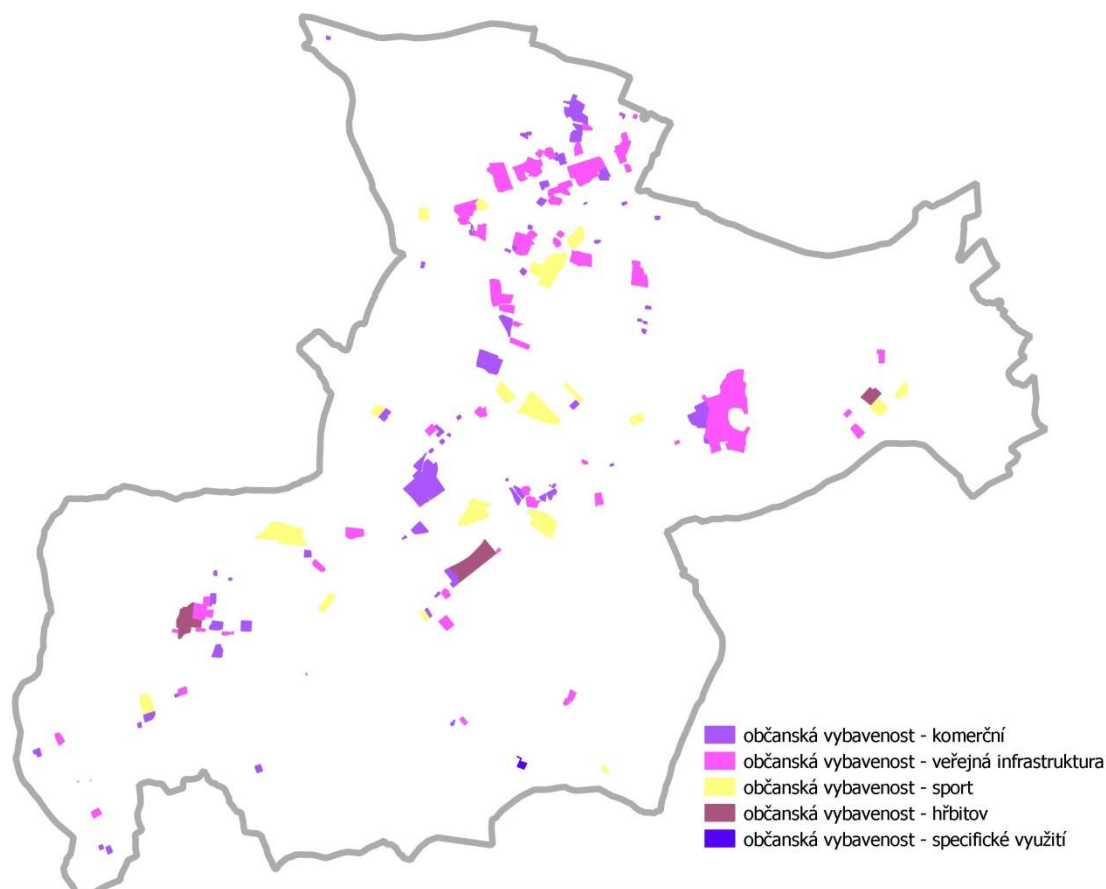 občanská vybavenost - komerční
občanská vybavenost - veřejná infrastruktura
občanská vybavenost - sport
občanská vybavenost - hřbitov
občanská vybavenost - specifické využití